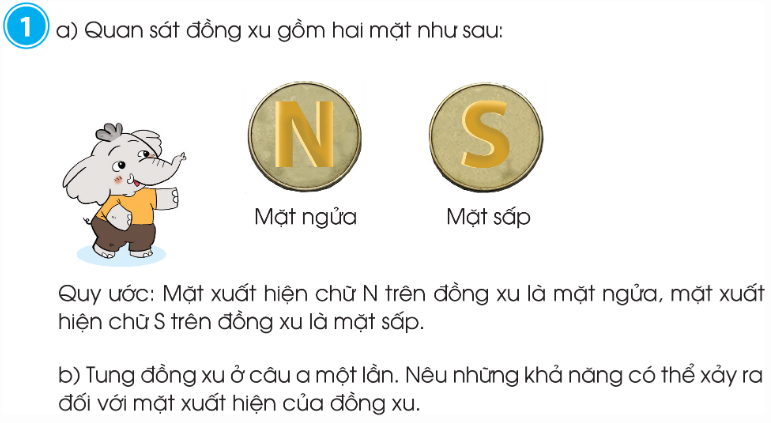 1 a) Quan sát đồng xu gồm hai mặt như sau:
N S
Mặt ngửa Mặt sấp
Quy ước: Mặt xuất hiện chữ N trên đồng xu là mặt ngửa, mặt xuất
hiện chữ S trên đồng xu là mặt sấp.
b) Tung đồng xu ở câu a một lần. Nêu những khả năng có thể xảy ra
đối với mặt xuất hiện của đồng xu.